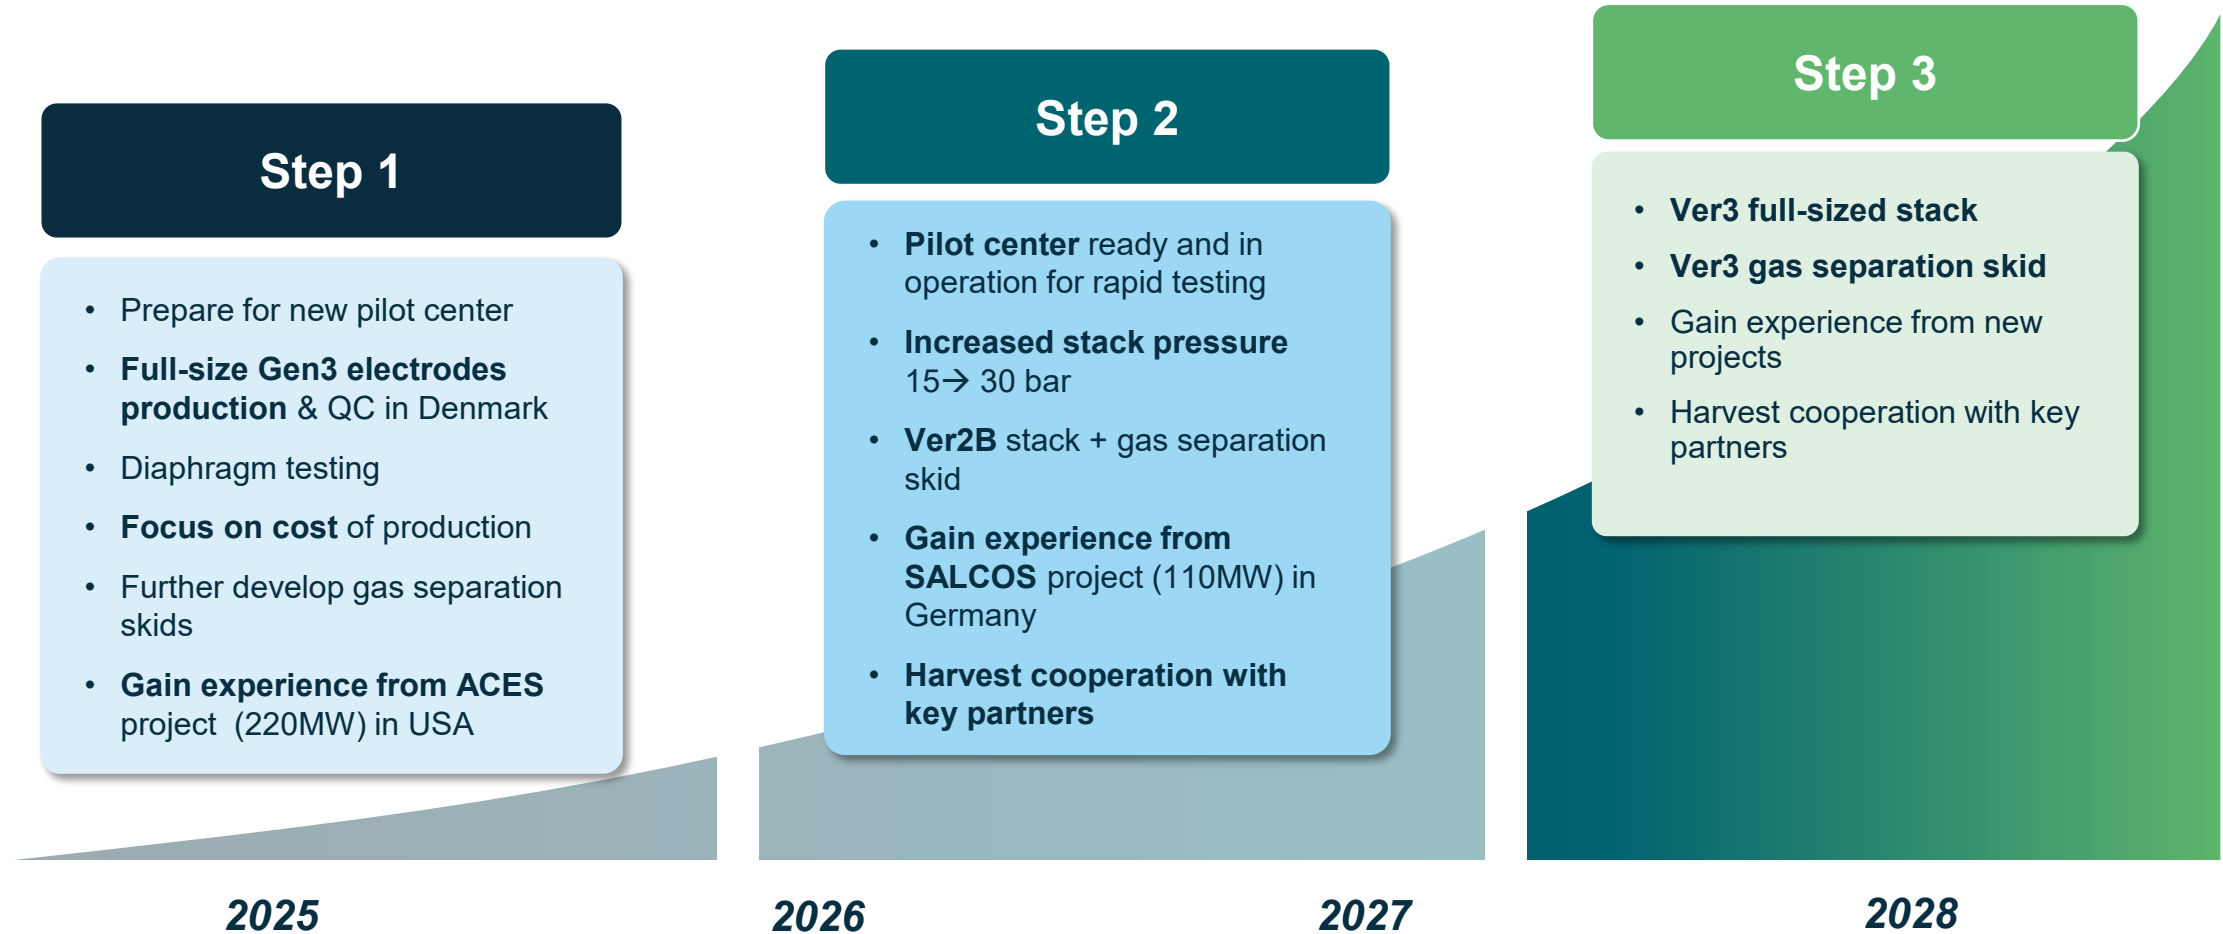 Step 1
• Prepare for new pilot center
• Full-size Gen3 electrodes
production & QC in Denmark
• Diaphragm testing
• Focus on cost of production
• Further develop gas separation
skids
• Gain experience from ACES
project (220MW) in USA
Step 2
• Pilot center ready and in
operation for rapid testing
• Increased stack pressure
15→ 30 bar
• Ver2B stack + gas separation
skid
• Gain experience from
SALCOS project (110MW) in
Germany
• Harvest cooperation with
key partners
Step 3
• Ver3 full-sized stack
• Ver3 gas separation skid
• Gain experience from new
projects
• Harvest cooperation with key
partners
2025
2026
2027
2028